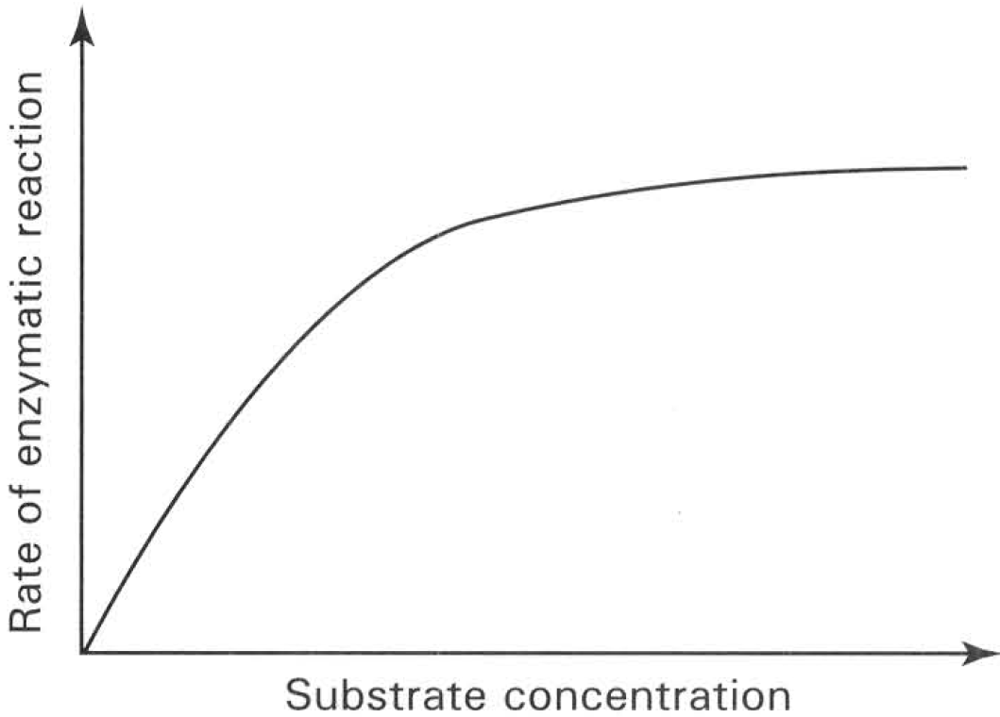 Rate of enzymatic reaction
Substrate concentration